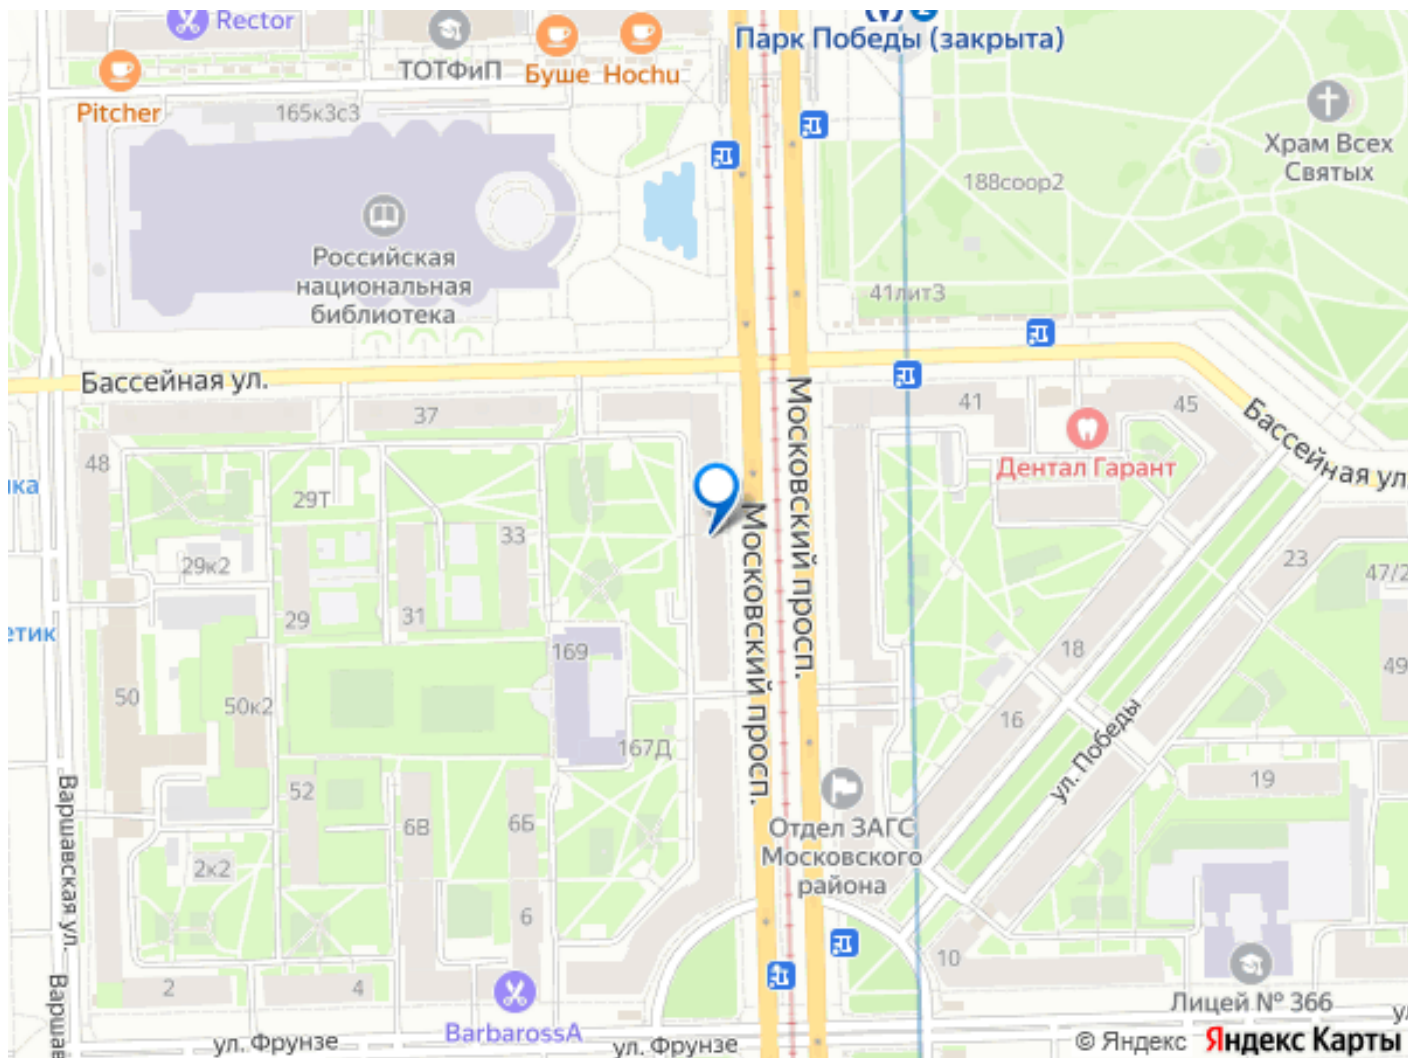 Rector
Парк Победы (закрыта)
ТОТФиП
Буше
Hochu
Pitcher
165к3с3
Храм Всех
Святых
188соор2
Российская
национальная
библиотека
41лит3
Бассейная ул.
37
41
45
Московский просп.
Бассейная ул.
Дентал Гарант
48
29Т
33
Московский просп.
23
29к2
47/2
29
31
етик
169
18
49
50
50к2
16
167Д
ул. Победы
52
19
Варшавская ул.
6В
6Б
Отдел ЗАГС
Московского
района
2к2
6
10
2
4
Лицей № 366
BarbarossA
ул. Фрунзе
ул. Фрунзе
© Яндекс Яндекс Карты